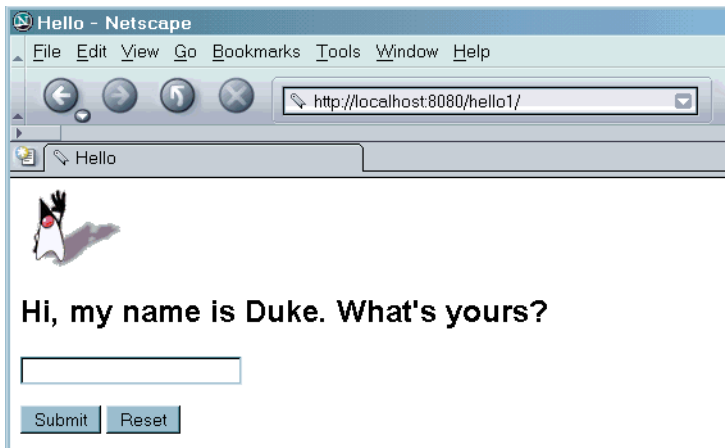 Hello - Netscape
File Edit View Go Bookmarks Tools Window Help
http://localhost:8080/hello1/
Hello
Hi, my name is Duke. What's yours?
Submit Reset